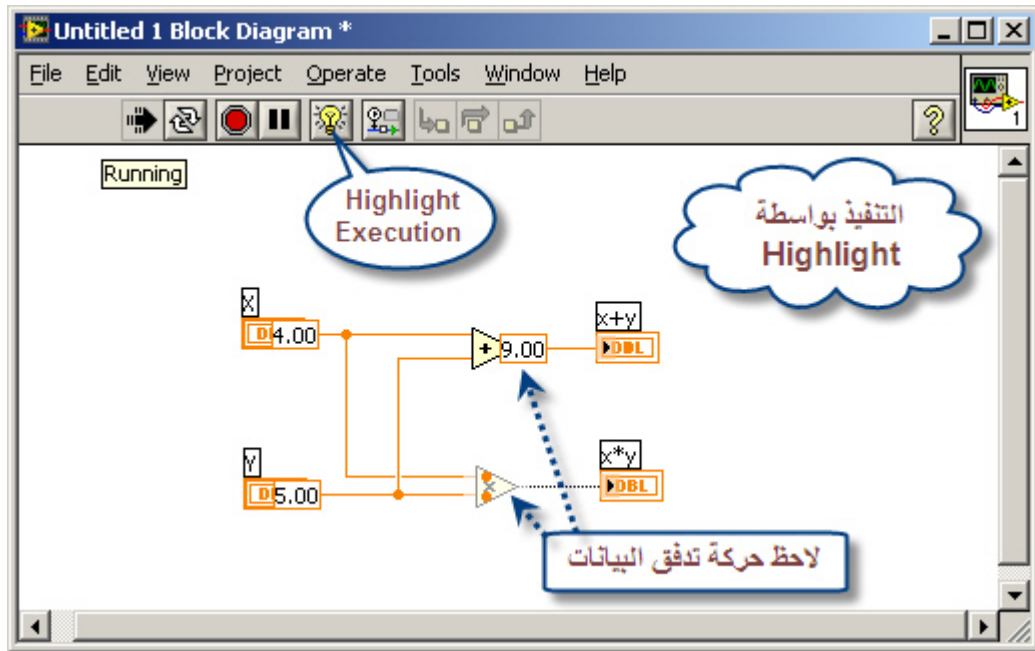 Untitled 1 Block Diagram *
File Edit View Project Operate Tools Window Help
?
1
Running
Highlight
Execution
التنفيذ بواسطة
Highlight
X
4.00
+
9.00
x+y
DBL
Y
5.00
x
x*y
DBL
لاحظ حركة تدفق البيانات